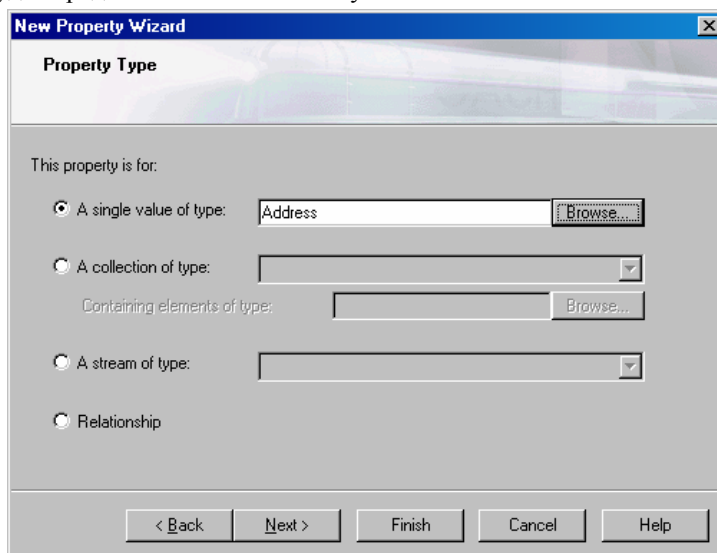 New Property Wizard
Property Type
This property is for:
A single value of type: Address Browse...
A collection of type:
Containing elements of type: Browse...
A stream of type:
Relationship
< Back Next > Finish Cancel Help